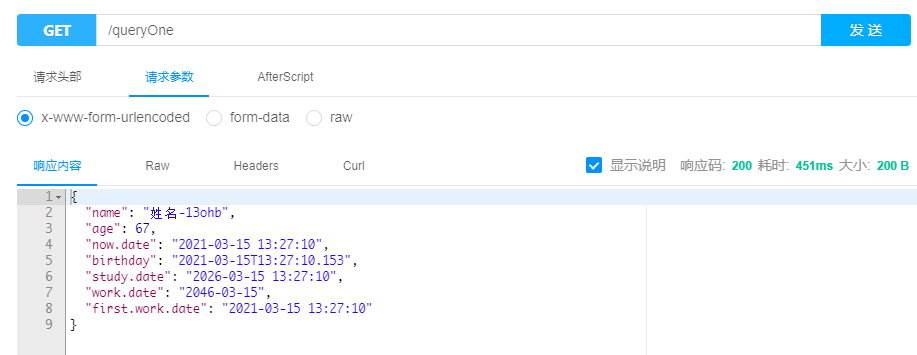 GET /queryOne 发 送
请求头部 请求参数 AfterScript
x-www-form-urlencoded form-data raw
响应内容 Raw Headers Curl 显示说明 响应码: 200 耗时: 451ms 大小: 200 B
1 {
2 "name": "姓名-13ohb",
3 "age": 67,
4 "now.date": "2021-03-15 13:27:10",
5 "birthday": "2021-03-15T13:27:10.153",
6 "study.date": "2026-03-15 13:27:10",
7 "work.date": "2046-03-15",
8 "first.work.date": "2021-03-15 13:27:10"
9 }